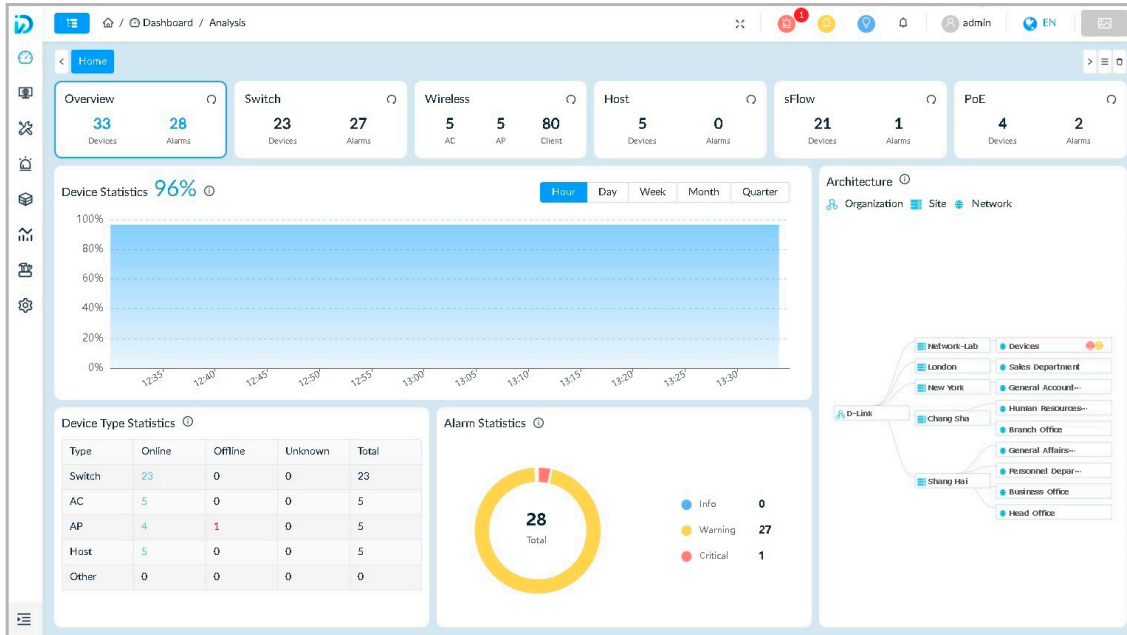 Dashboard / Analysis
1
admin
EN
Home
Overview
33 28
Devices Alarms
Switch
23 27
Devices Alarms
Wireless
5 5 80
AC AP Client
Host
5 0
Devices Alarms
sFlow
21 1
Devices Alarms
PoE
4 2
Devices Alarms
Device Statistics 96%
Hour Day Week Month Quarter
100%
80%
60%
40%
20%
0%
12:35' 12:40' 12:45' 12:50' 12:55' 13:00' 13:05' 13:10' 13:15' 13:20' 13:25' 13:30'
Architecture
Organization Site Network
D-Link
Network-Lab
London
New York
Chang Sha
Shang Hai
Devices
Sales Department
General Account...
Human Resources...
Branch Office
General Affairs...
Personnel Depar...
Business Office
Head Office
Device Type Statistics
Type Online Offline Unknown Total
Switch 23 0 0 23
AC 5 0 0 5
AP 4 1 0 5
Host 5 0 0 5
Other 0 0 0 0
Alarm Statistics
28
Total
Info 0
Warning 27
Critical 1